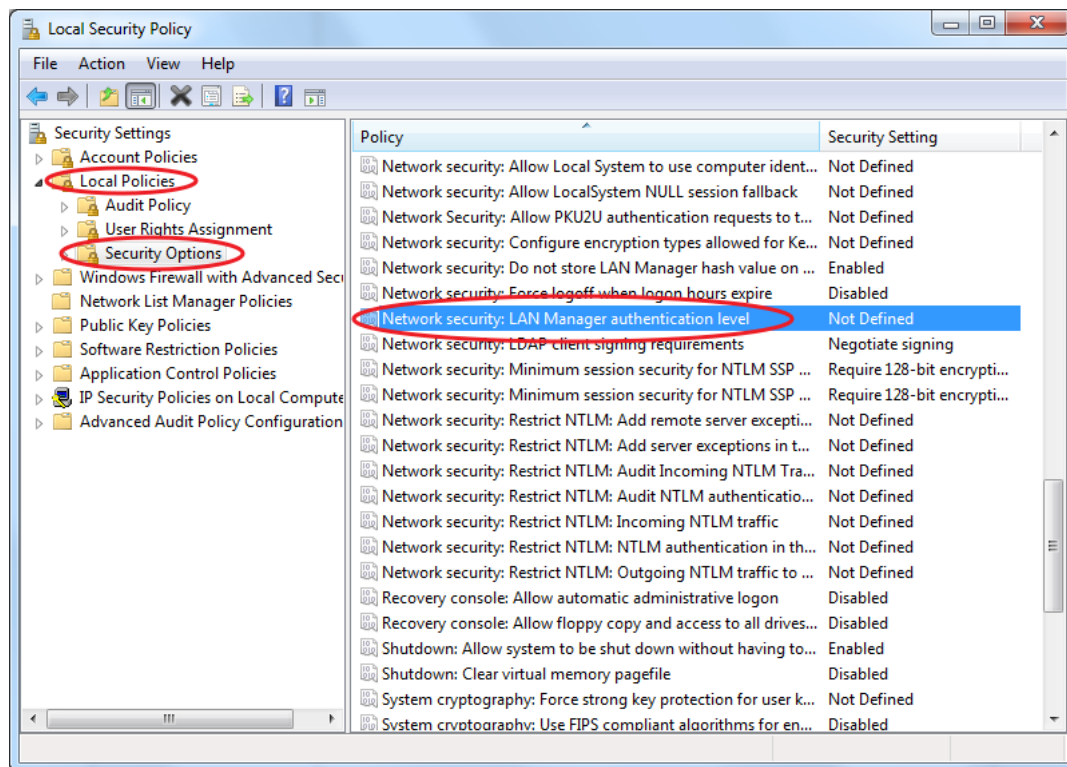 Local Security Policy
File Action View Help
Security Settings
Account Policies
Local Policies
Audit Policy
User Rights Assignment
Security Options
Windows Firewall with Advanced Secu
Network List Manager Policies
Public Key Policies
Software Restriction Policies
Application Control Policies
IP Security Policies on Local Compute
Advanced Audit Policy Configuration
Policy Security Setting
Network security: Allow Local System to use computer ident... Not Defined
Network security: Allow LocalSystem NULL session fallback Not Defined
Network Security: Allow PKU2U authentication requests to t... Not Defined
Network security: Configure encryption types allowed for Ke... Not Defined
Network security: Do not store LAN Manager hash value on ... Enabled
Network security: Force logoff when logon hours expire Disabled
Network security: LAN Manager authentication level Not Defined
Network security: LDAP client signing requirements Negotiate signing
Network security: Minimum session security for NTLM SSP ... Require 128-bit encrypti...
Network security: Minimum session security for NTLM SSP ... Require 128-bit encrypti...
Network security: Restrict NTLM: Add remote server excepti... Not Defined
Network security: Restrict NTLM: Add server exceptions in t... Not Defined
Network security: Restrict NTLM: Audit Incoming NTLM Tra... Not Defined
Network security: Restrict NTLM: Audit NTLM authenticatio... Not Defined
Network security: Restrict NTLM: Incoming NTLM traffic Not Defined
Network security: Restrict NTLM: NTLM authentication in th... Not Defined
Network security: Restrict NTLM: Outgoing NTLM traffic to ... Not Defined
Recovery console: Allow automatic administrative logon Disabled
Recovery console: Allow floppy copy and access to all drives... Disabled
Shutdown: Allow system to be shut down without having to... Enabled
Shutdown: Clear virtual memory pagefile Disabled
System cryptography: Force strong key protection for user k... Not Defined
System cryptography: Use FIPS compliant algorithms for en... Disabled